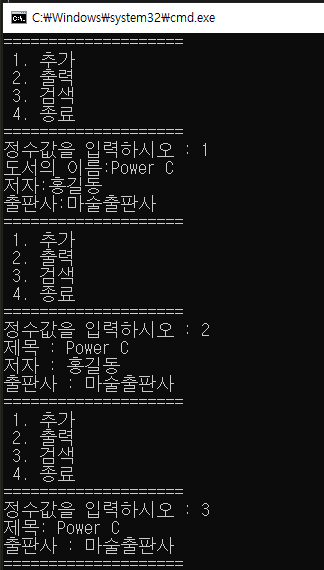 C:\Windows\system32\cmd.exe
====================
1. 추가
2. 출력
3. 검색
4. 종료
====================
정수값을 입력하시오 : 1
도서의 이름:Power C
저자:홍길동
출판사:마술출판사
====================
1. 추가
2. 출력
3. 검색
4. 종료
====================
정수값을 입력하시오 : 2
제목 : Power C
저자 : 홍길동
출판사 : 마술출판사
====================
1. 추가
2. 출력
3. 검색
4. 종료
====================
정수값을 입력하시오 : 3
제목: Power C
출판사 : 마술출판사
====================